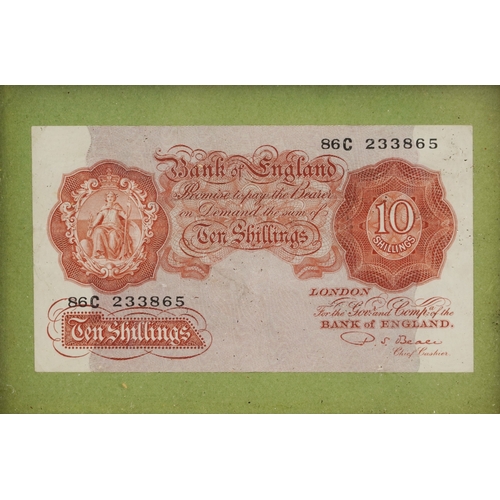 86C 233865
Bank of England
Promise to pay the Bearer
on Demand the sum of
Ten Shillings
10
SHILLINGS
86C 233865
Ten Shillings
LONDON
For the Govr. and Compa. of the
BANK of ENGLAND.
P. S. Beale
Chief Cashier